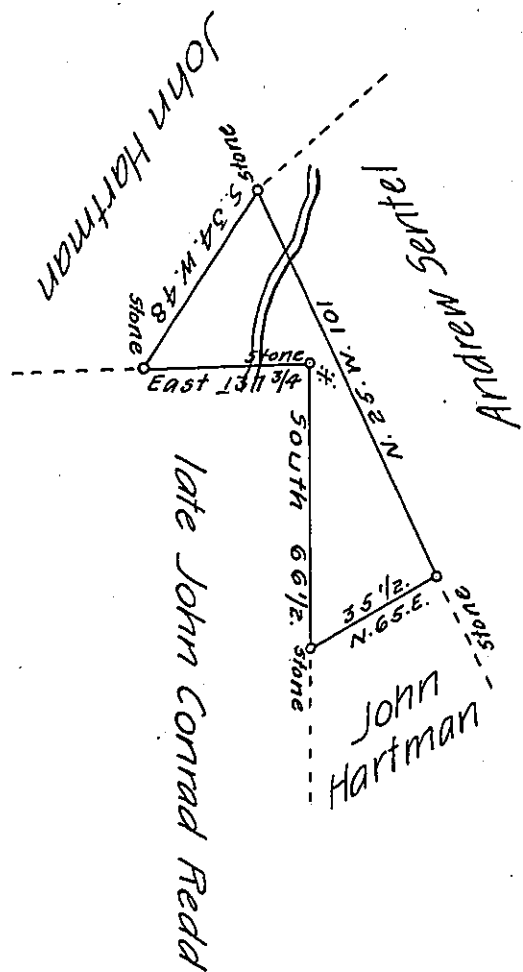 John Hartman
Stone
S. 34. W. 48
Stone
East 37 3/4
Stone
*
South 66 1/2.
Stone
35 1/2.
N. 65. E.
Stone
N. 25. W. 101
Andrew Sentel
John
Hartman
late John Conrad Redd